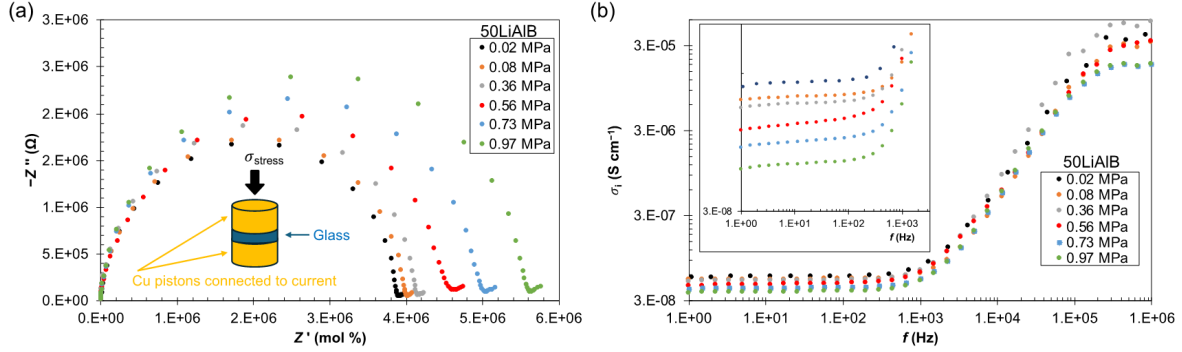 (a)
3.E+06
3.E+06
2.E+06
2.E+06
1.E+06
5.E+05
0.E+00
−Z″ (Ω)
50LiAlB
0.02 MPa
0.08 MPa
0.36 MPa
0.56 MPa
0.73 MPa
0.97 MPa
σstress
Glass
Cu pistons connected to current
0.E+00
1.E+06
2.E+06
3.E+06
4.E+06
5.E+06
6.E+06
Z′ (mol %)
(b)
3.E-05
3.E-06
3.E-07
3.E-08
σi (S cm−1)
3.E-08
1.E+00
1.E+01
1.E+02
1.E+03
1.E+04
f (Hz)
50LiAlB
0.02 MPa
0.08 MPa
0.36 MPa
0.56 MPa
0.73 MPa
0.97 MPa
1.E+00
1.E+01
1.E+02
1.E+03
1.E+04
1.E+05
1.E+06
f (Hz)